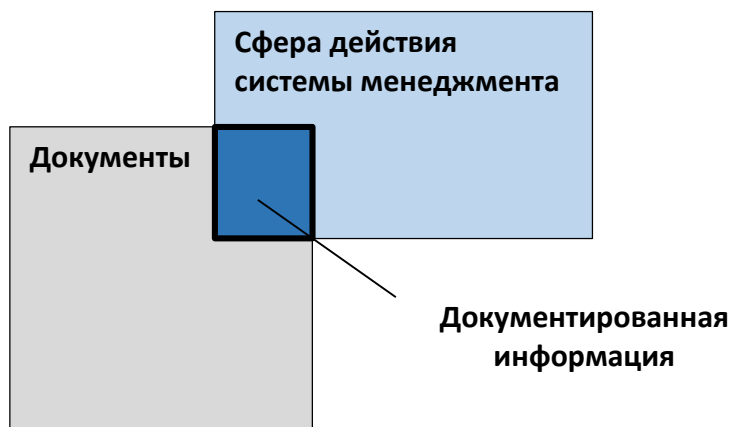 Сфера действия
системы менеджмента
Документы
Документированная
информация